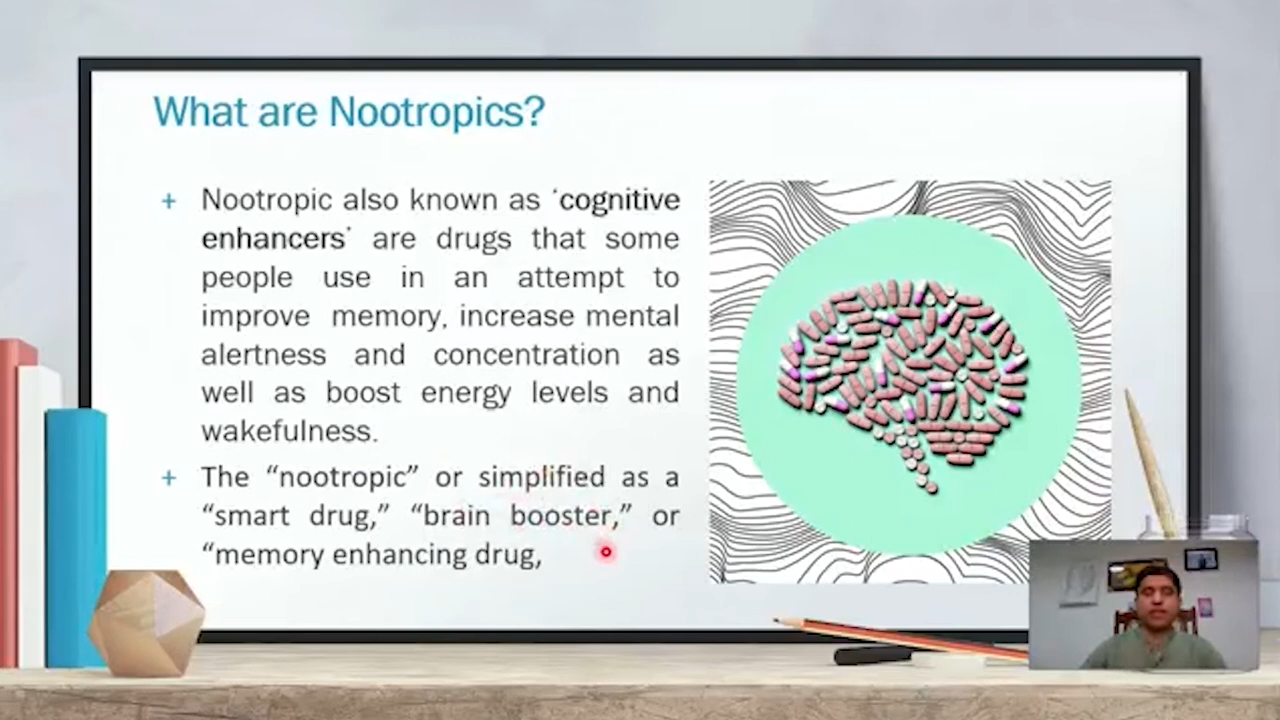 What are Nootropics?
+ Nootropic also known as ‘cognitive
enhancers’ are drugs that some
people use in an attempt to
improve memory, increase mental
alertness and concentration as
well as boost energy levels and
wakefulness.
+ The “nootropic” or simplified as a
“smart drug,” “brain booster,” or
“memory enhancing drug,